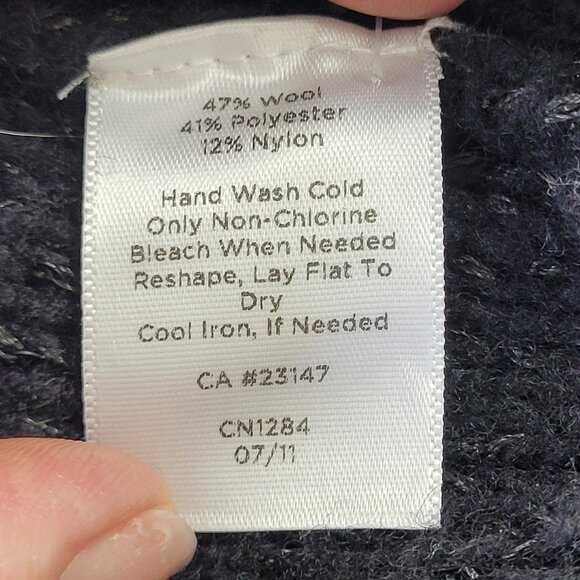 47% Wool
41% Polyester
12% Nylon
Hand Wash Cold
Only Non-Chlorine
Bleach When Needed
Reshape, Lay Flat To
Dry
Cool Iron, If Needed
CA #23147
CN1284
07/11